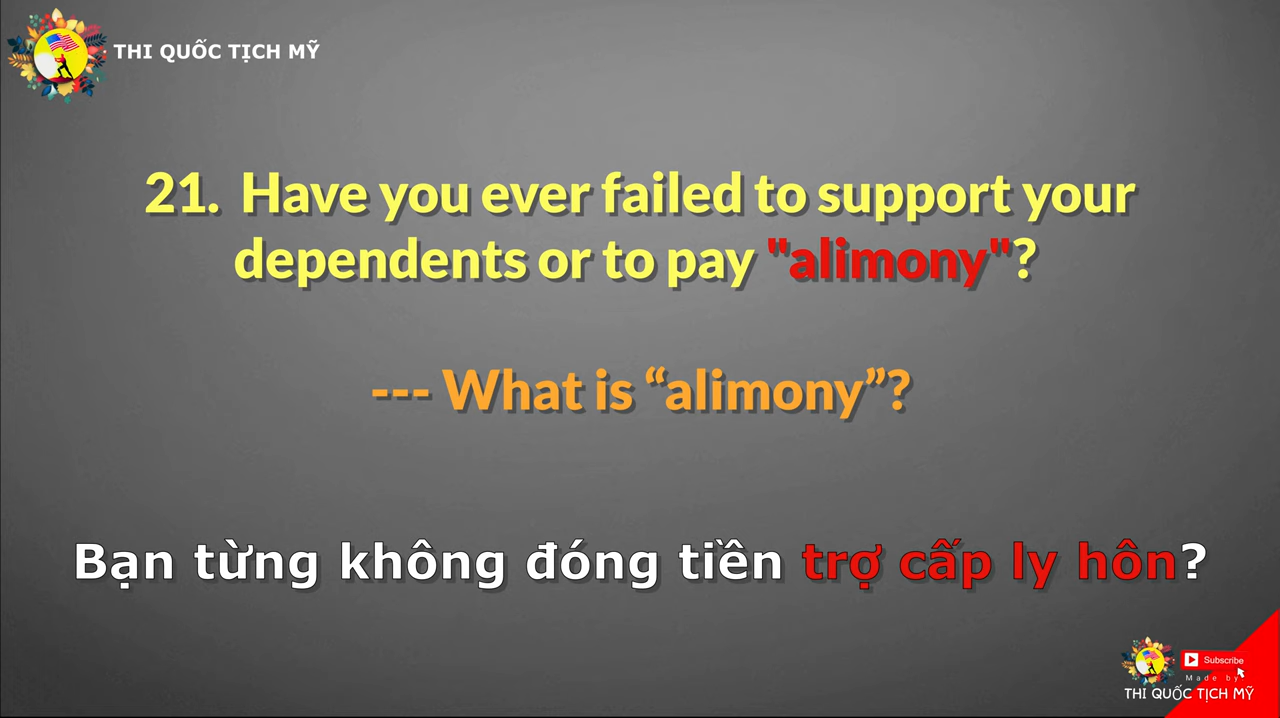 THI QUỐC TỊCH MỸ
21. Have you ever failed to support your
dependents or to pay "alimony"?
--- What is “alimony”?
Bạn từng không đóng tiền trợ cấp ly hôn?
Subscribe
Made by
THI QUỐC TỊCH MỸ